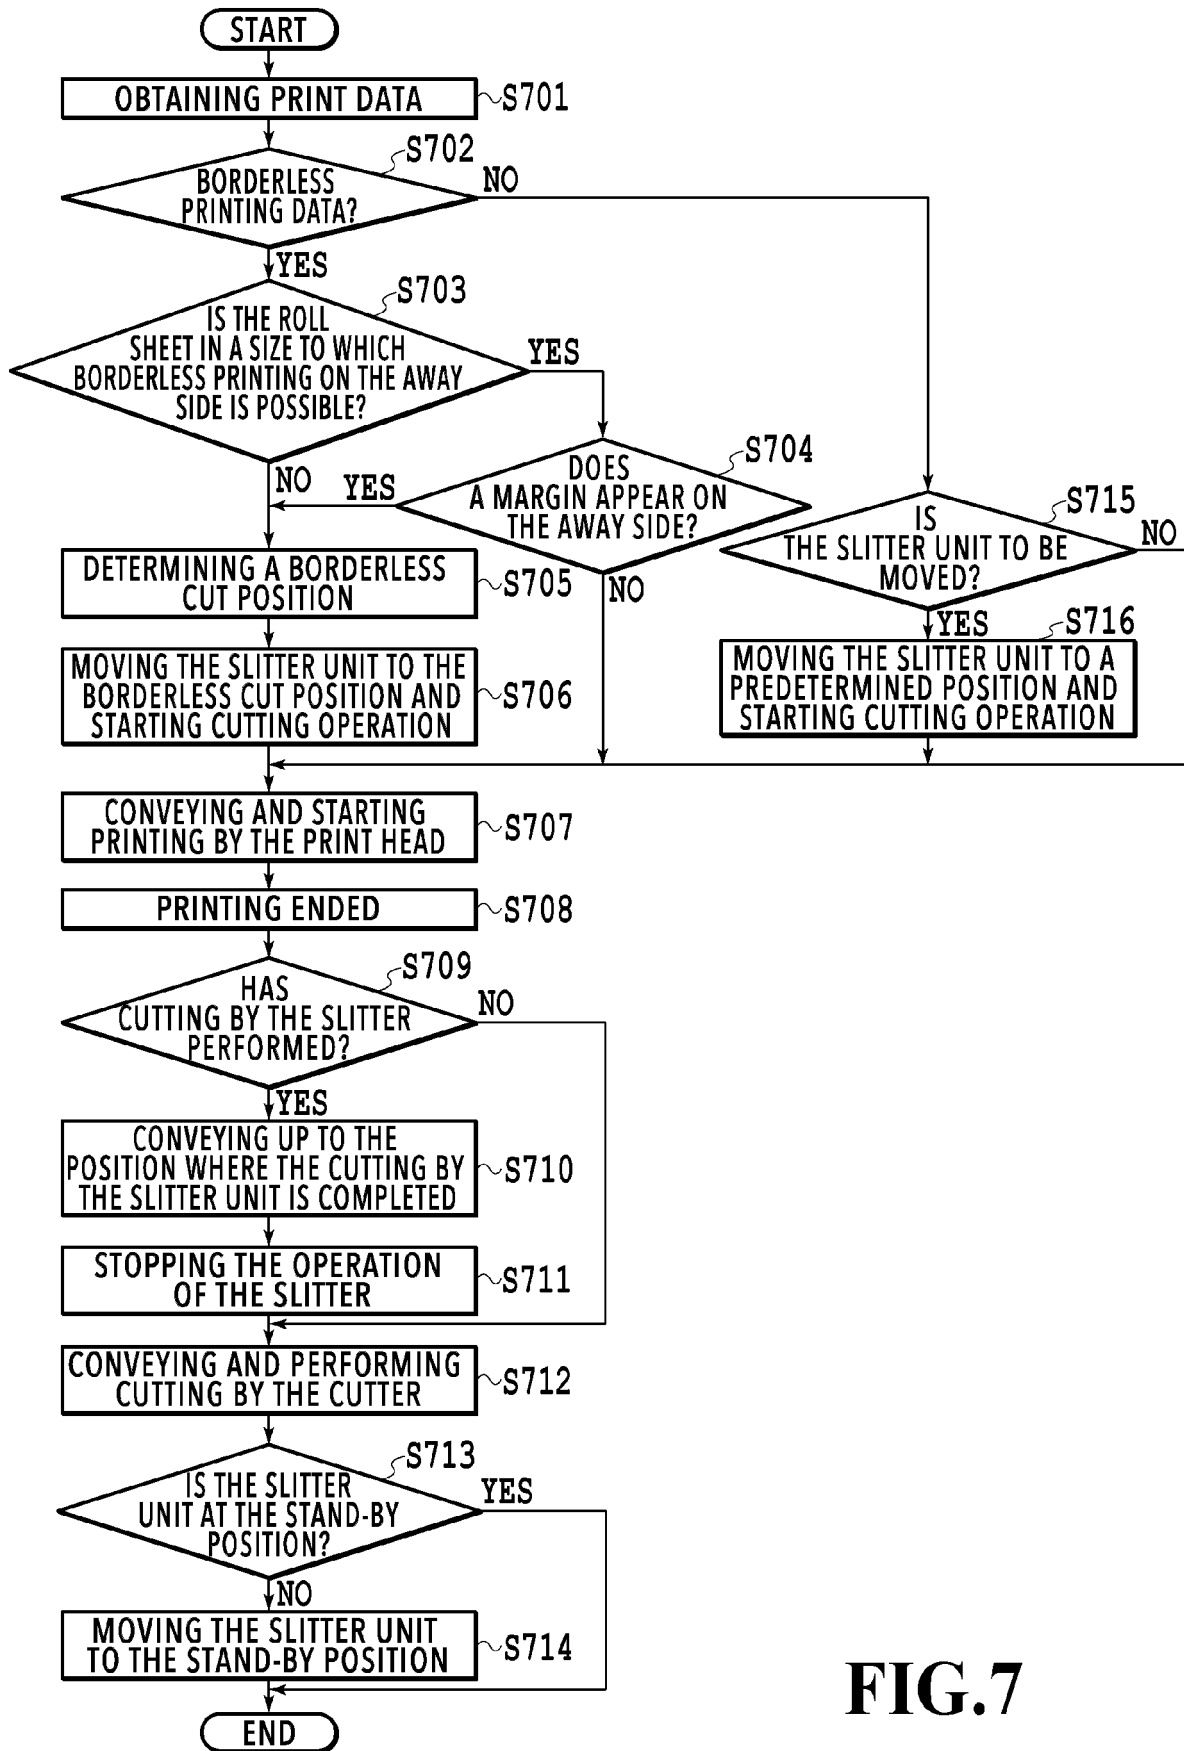 START
OBTAINING PRINT DATA
S701
S702
BORDERLESS
PRINTING DATA?
NO
YES
S703
IS THE ROLL
SHEET IN A SIZE TO WHICH
BORDERLESS PRINTING ON THE AWAY
SIDE IS POSSIBLE?
YES
NO
S704
DOES
A MARGIN APPEAR ON
THE AWAY SIDE?
YES
NO
S715
IS
THE SLITTER UNIT TO BE
MOVED?
NO
YES
S716
MOVING THE SLITTER UNIT TO A
PREDETERMINED POSITION AND
STARTING CUTTING OPERATION
DETERMINING A BORDERLESS
CUT POSITION
S705
MOVING THE SLITTER UNIT TO THE
BORDERLESS CUT POSITION AND
STARTING CUTTING OPERATION
S706
CONVEYING AND STARTING
PRINTING BY THE PRINT HEAD
S707
PRINTING ENDED
S708
S709
HAS
CUTTING BY THE SLITTER
PERFORMED?
NO
YES
CONVEYING UP TO THE
POSITION WHERE THE CUTTING BY
THE SLITTER UNIT IS COMPLETED
S710
STOPPING THE OPERATION
OF THE SLITTER
S711
CONVEYING AND PERFORMING
CUTTING BY THE CUTTER
S712
S713
IS THE SLITTER
UNIT AT THE STAND-BY
POSITION?
YES
NO
MOVING THE SLITTER UNIT
TO THE STAND-BY POSITION
S714
END
FIG.7